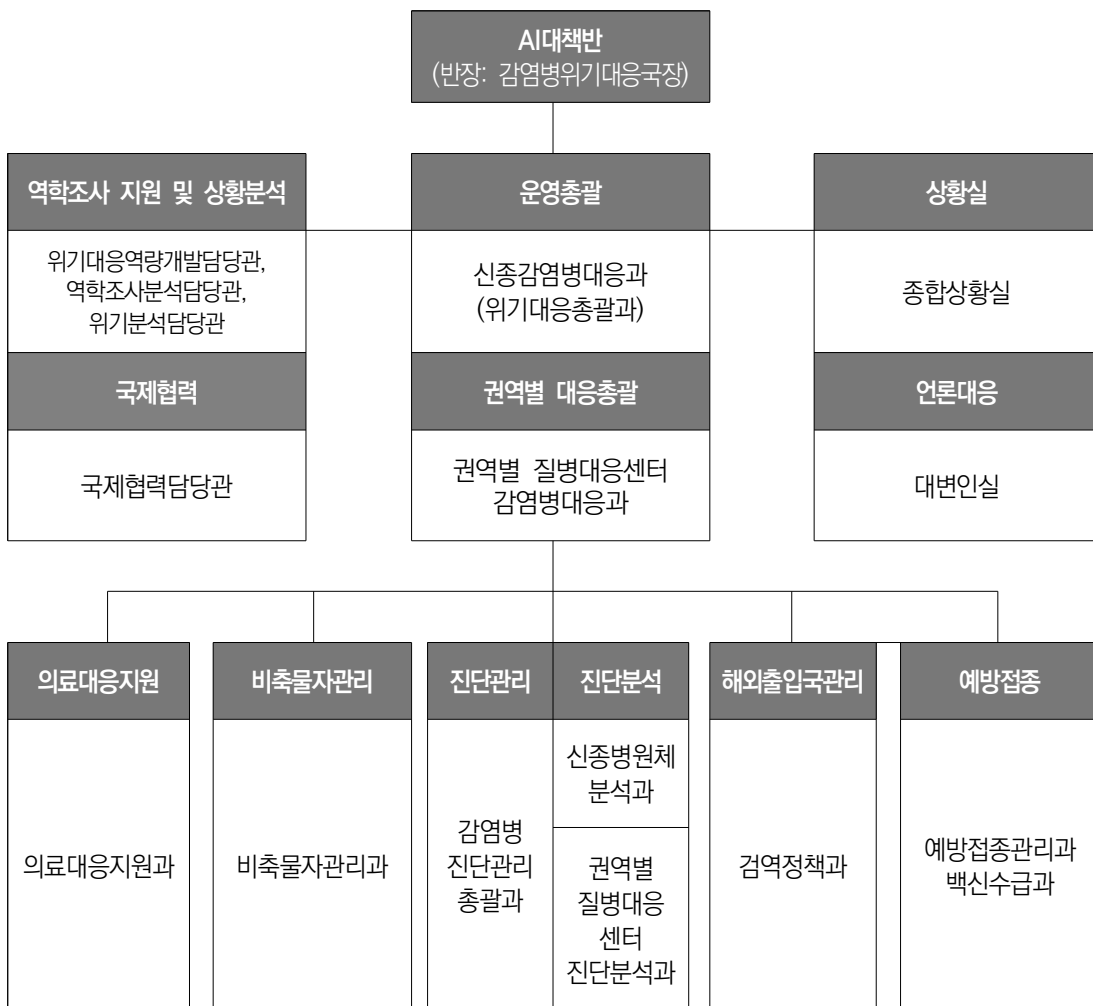 AI대책반
(반장: 감염병위기대응국장)
역학조사 지원 및 상황분석
위기대응역량개발담당관,
역학조사분석담당관,
위기분석담당관
운영총괄
신종감염병대응과
(위기대응총괄과)
상황실
종합상황실
국제협력
국제협력담당관
권역별 대응총괄
권역별 질병대응센터
감염병대응과
언론대응
대변인실
의료대응지원
의료대응지원과
비축물자관리
비축물자관리과
진단관리
감염병
진단관리
총괄과
진단분석
신종병원체
분석과
권역별
질병대응
센터
진단분석과
해외출입국관리
검역정책과
예방접종
예방접종관리과
백신수급과